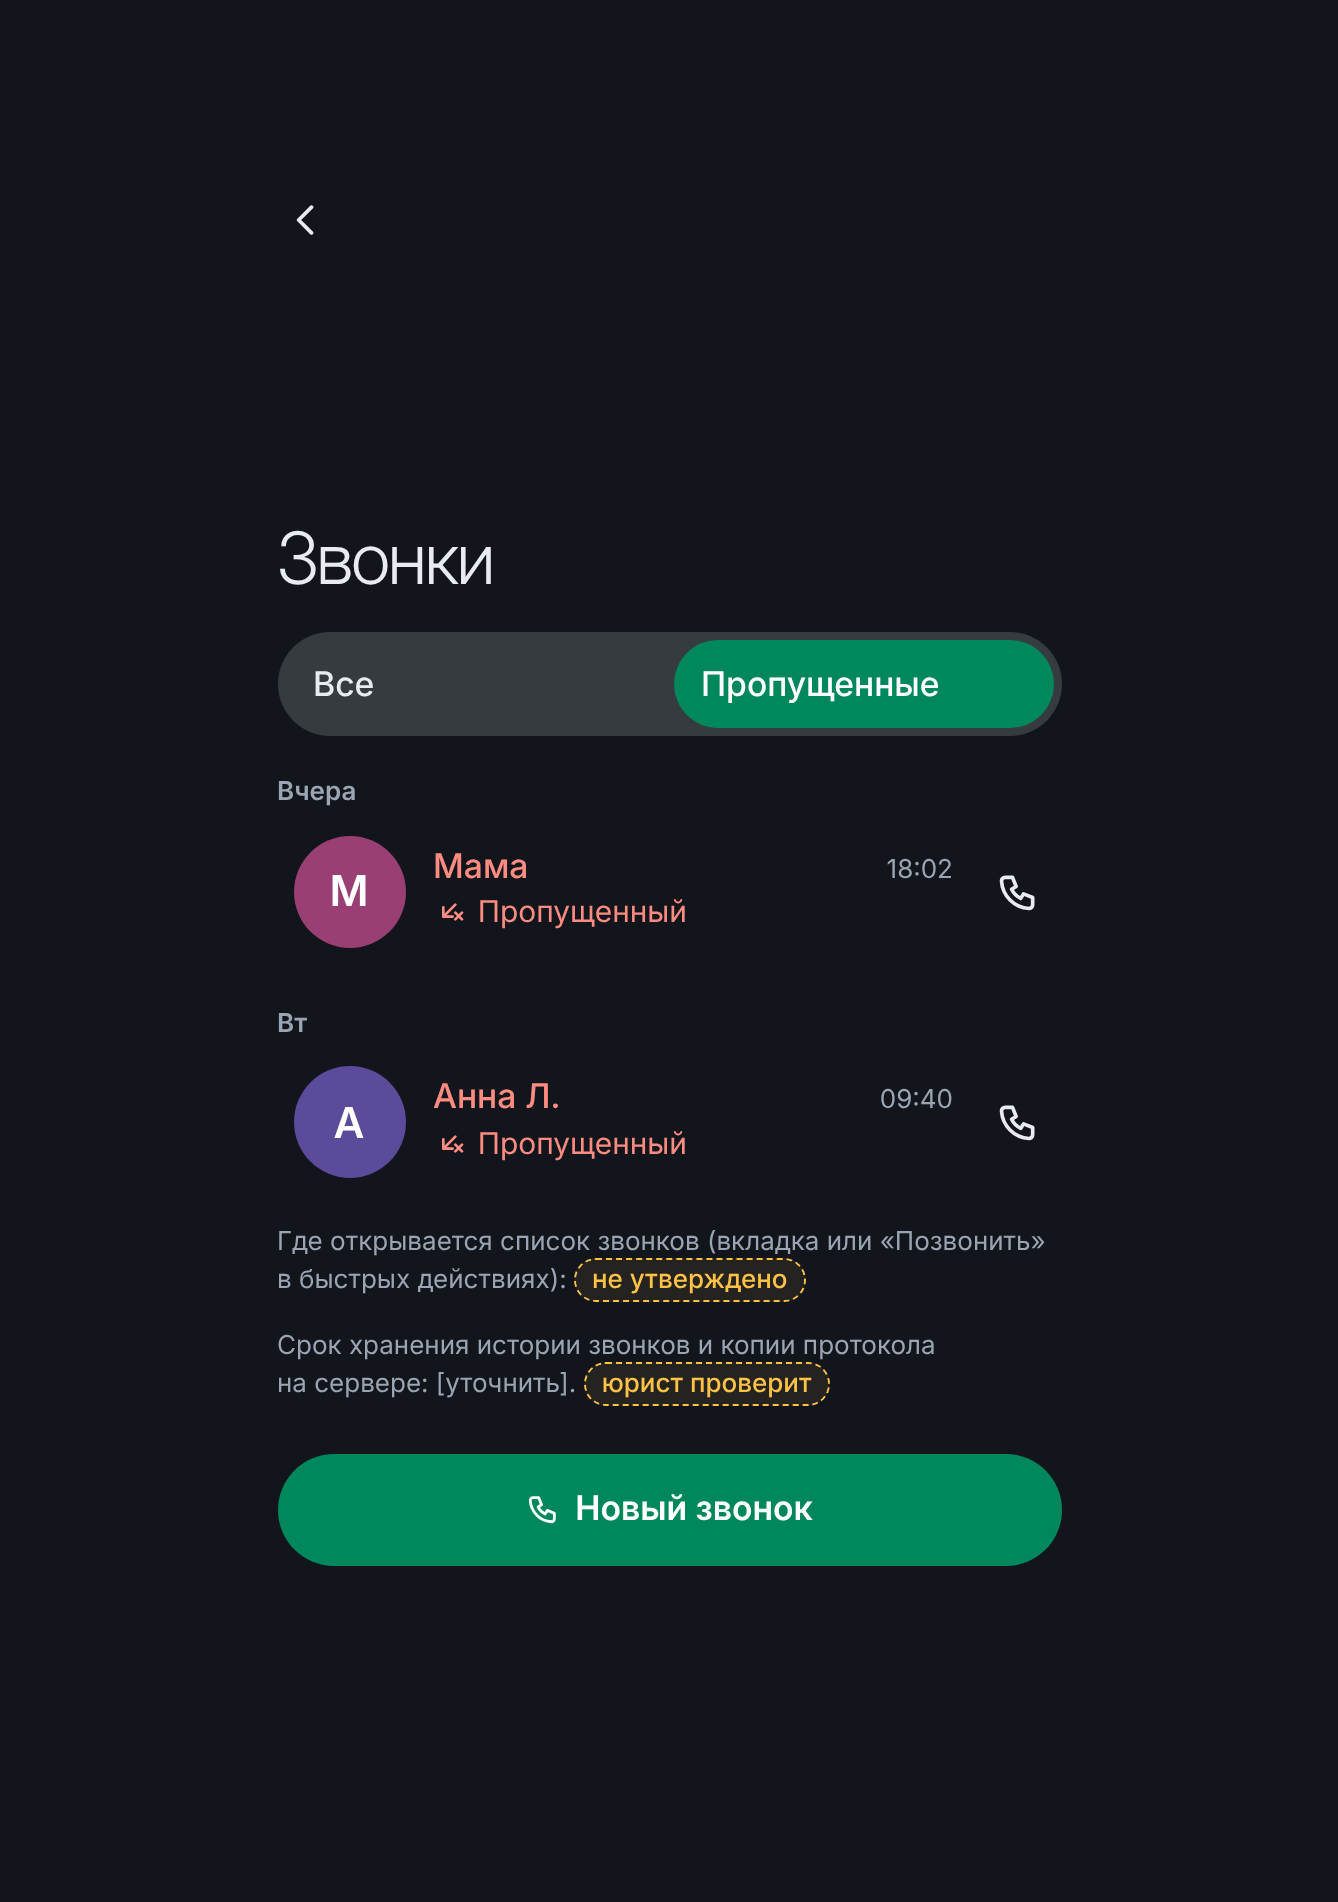 Звонки
Все
Пропущенные
Вчера
М
Мама
18:02
Пропущенный
Вт
А
Анна Л.
09:40
Пропущенный
Где открывается список звонков (вкладка или «Позвонить»
в быстрых действиях): не утверждено
Срок хранения истории звонков и копии протокола
на сервере: [уточнить]. юрист проверит
Новый звонок